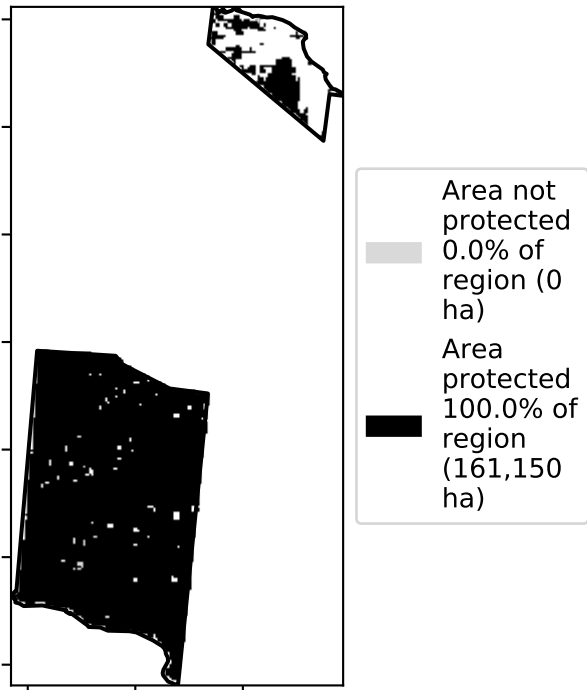 Area not
protected
0.0% of
region (0
ha)
Area
protected
100.0% of
region
(161,150
ha)